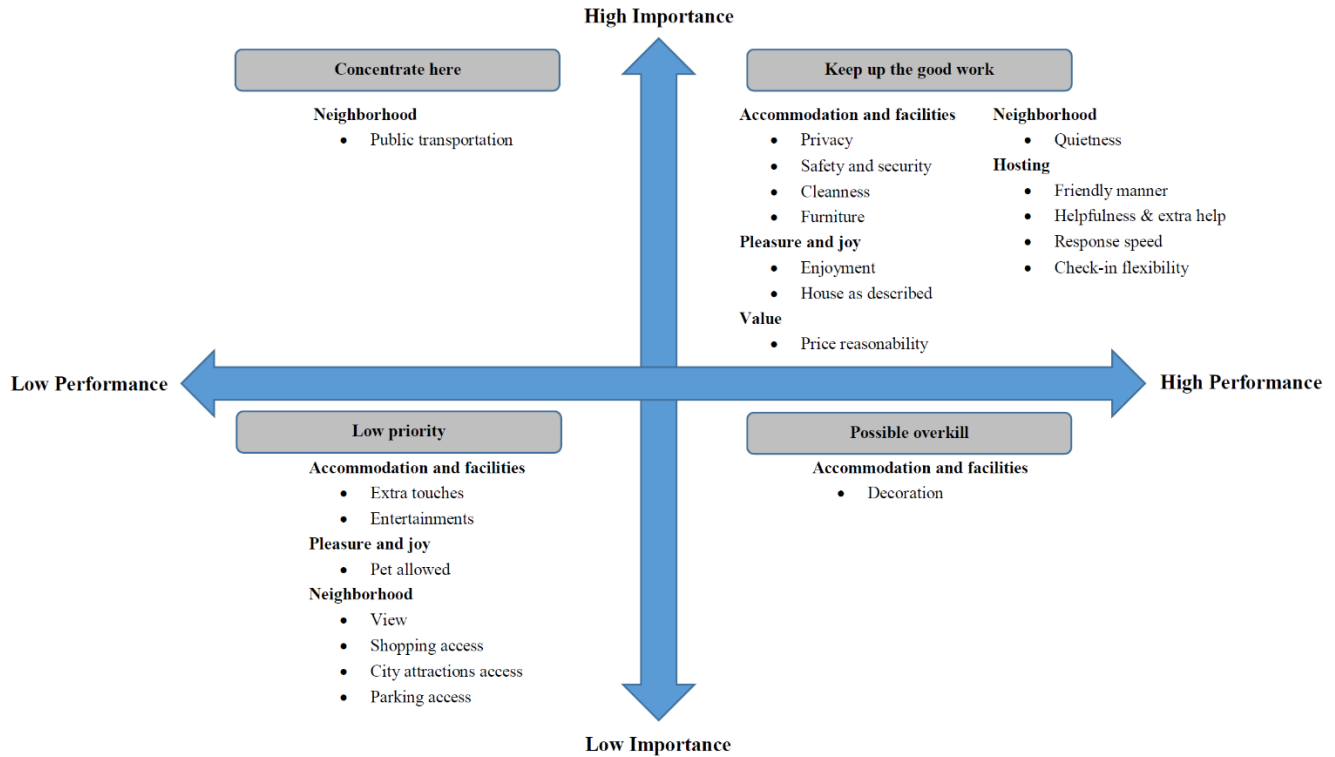 High Importance
Concentrate here
Neighborhood
• Public transportation
Keep up the good work
Accommodation and facilities
• Privacy
• Safety and security
• Cleanness
• Furniture
Pleasure and joy
• Enjoyment
• House as described
Value
• Price reasonability
Neighborhood
• Quietness
Hosting
• Friendly manner
• Helpfulness & extra help
• Response speed
• Check-in flexibility
Low Performance
High Performance
Low priority
Accommodation and facilities
• Extra touches
• Entertainments
Pleasure and joy
• Pet allowed
Neighborhood
• View
• Shopping access
• City attractions access
• Parking access
Possible overkill
Accommodation and facilities
• Decoration
Low Importance